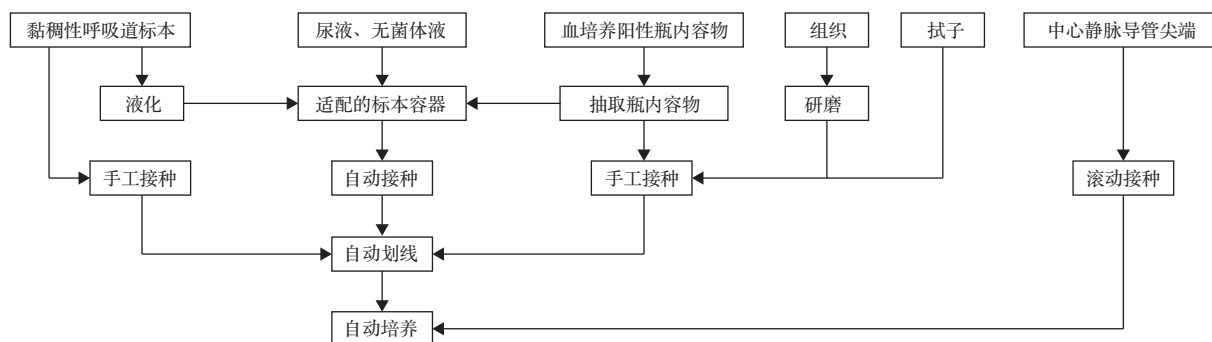 黏稠性呼吸道标本
尿液、无菌体液
血培养阳性瓶内容物
组织
拭子
中心静脉导管尖端
液化
适配的标本容器
抽取瓶内容物
研磨
手工接种
自动接种
手工接种
滚动接种
自动划线
自动培养